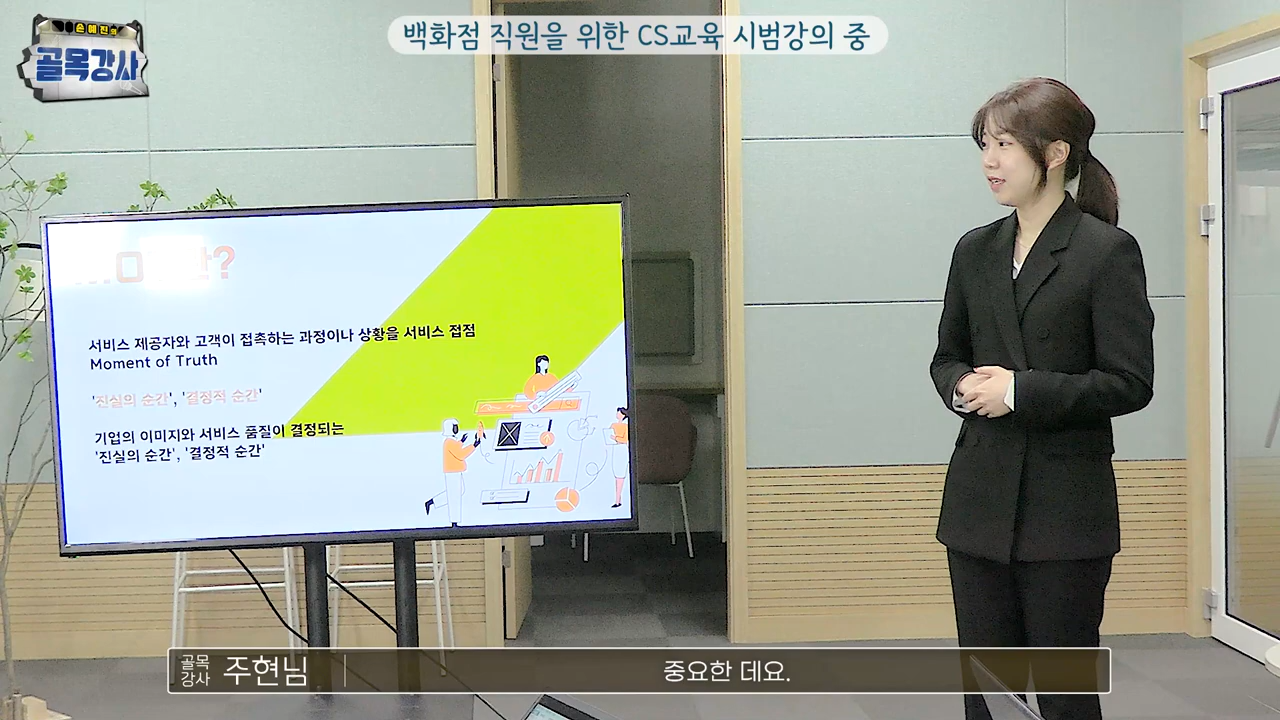 손예진의
골목강사
백화점 직원을 위한 CS교육 시범강의 중
서비스 제공자와 고객이 접촉하는 과정이나 상황을 서비스 접점
Moment of Truth
'진실의 순간', '결정적 순간'
기업의 이미지와 서비스 품질이 결정되는
'진실의 순간', '결정적 순간'
골목
강사
주현님
중요한 데요.